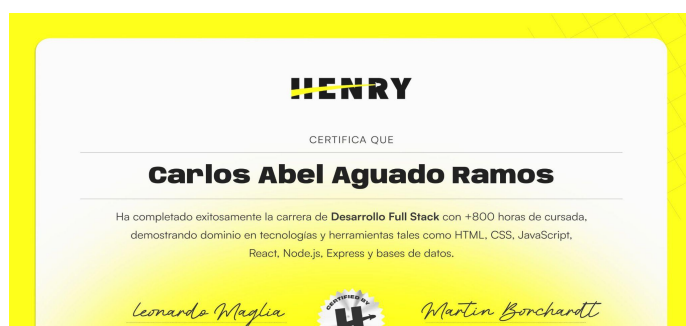 HENRY
CERTIFICA QUE
Carlos Abel Aguado Ramos
Ha completado exitosamente la carrera de Desarrollo Full Stack con +800 horas de cursada,
demostrando dominio en tecnologías y herramientas tales como HTML, CSS, JavaScript,
React, Node.js, Express y bases de datos.
Leonardo Maglia
CERTIFIED BY
H
Martin Borchardt